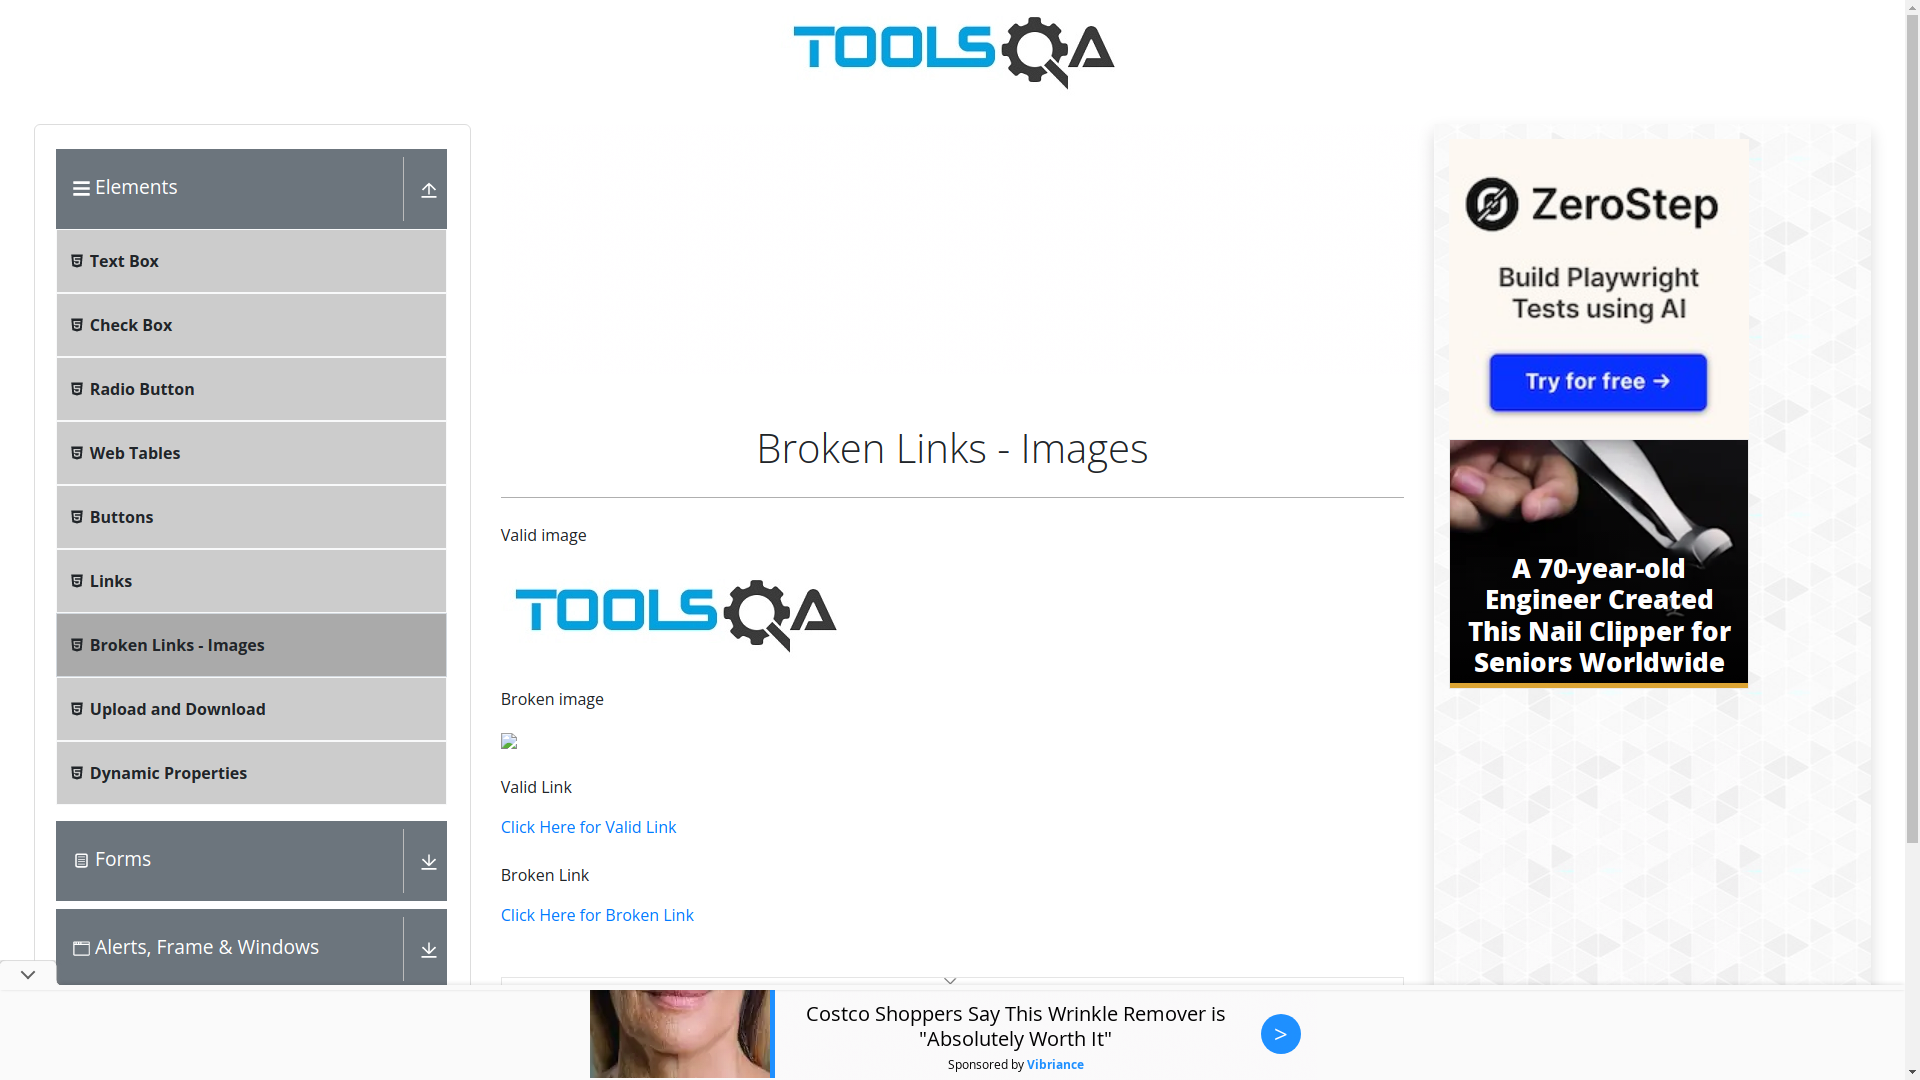 TOOLSQA
Elements
Text Box
Check Box
Radio Button
Web Tables
Buttons
Links
Broken Links - Images
Upload and Download
Dynamic Properties
Forms
Alerts, Frame & Windows
Broken Links - Images
Valid image
TOOLSQA
Broken image
Valid Link
Click Here for Valid Link
Broken Link
Click Here for Broken Link
ZeroStep
Build Playwright
Tests using AI
Try for free →
A 70-year-old
Engineer Created
This Nail Clipper for
Seniors Worldwide
Costco Shoppers Say This Wrinkle Remover is
"Absolutely Worth It"
Sponsored by Vibriance
>